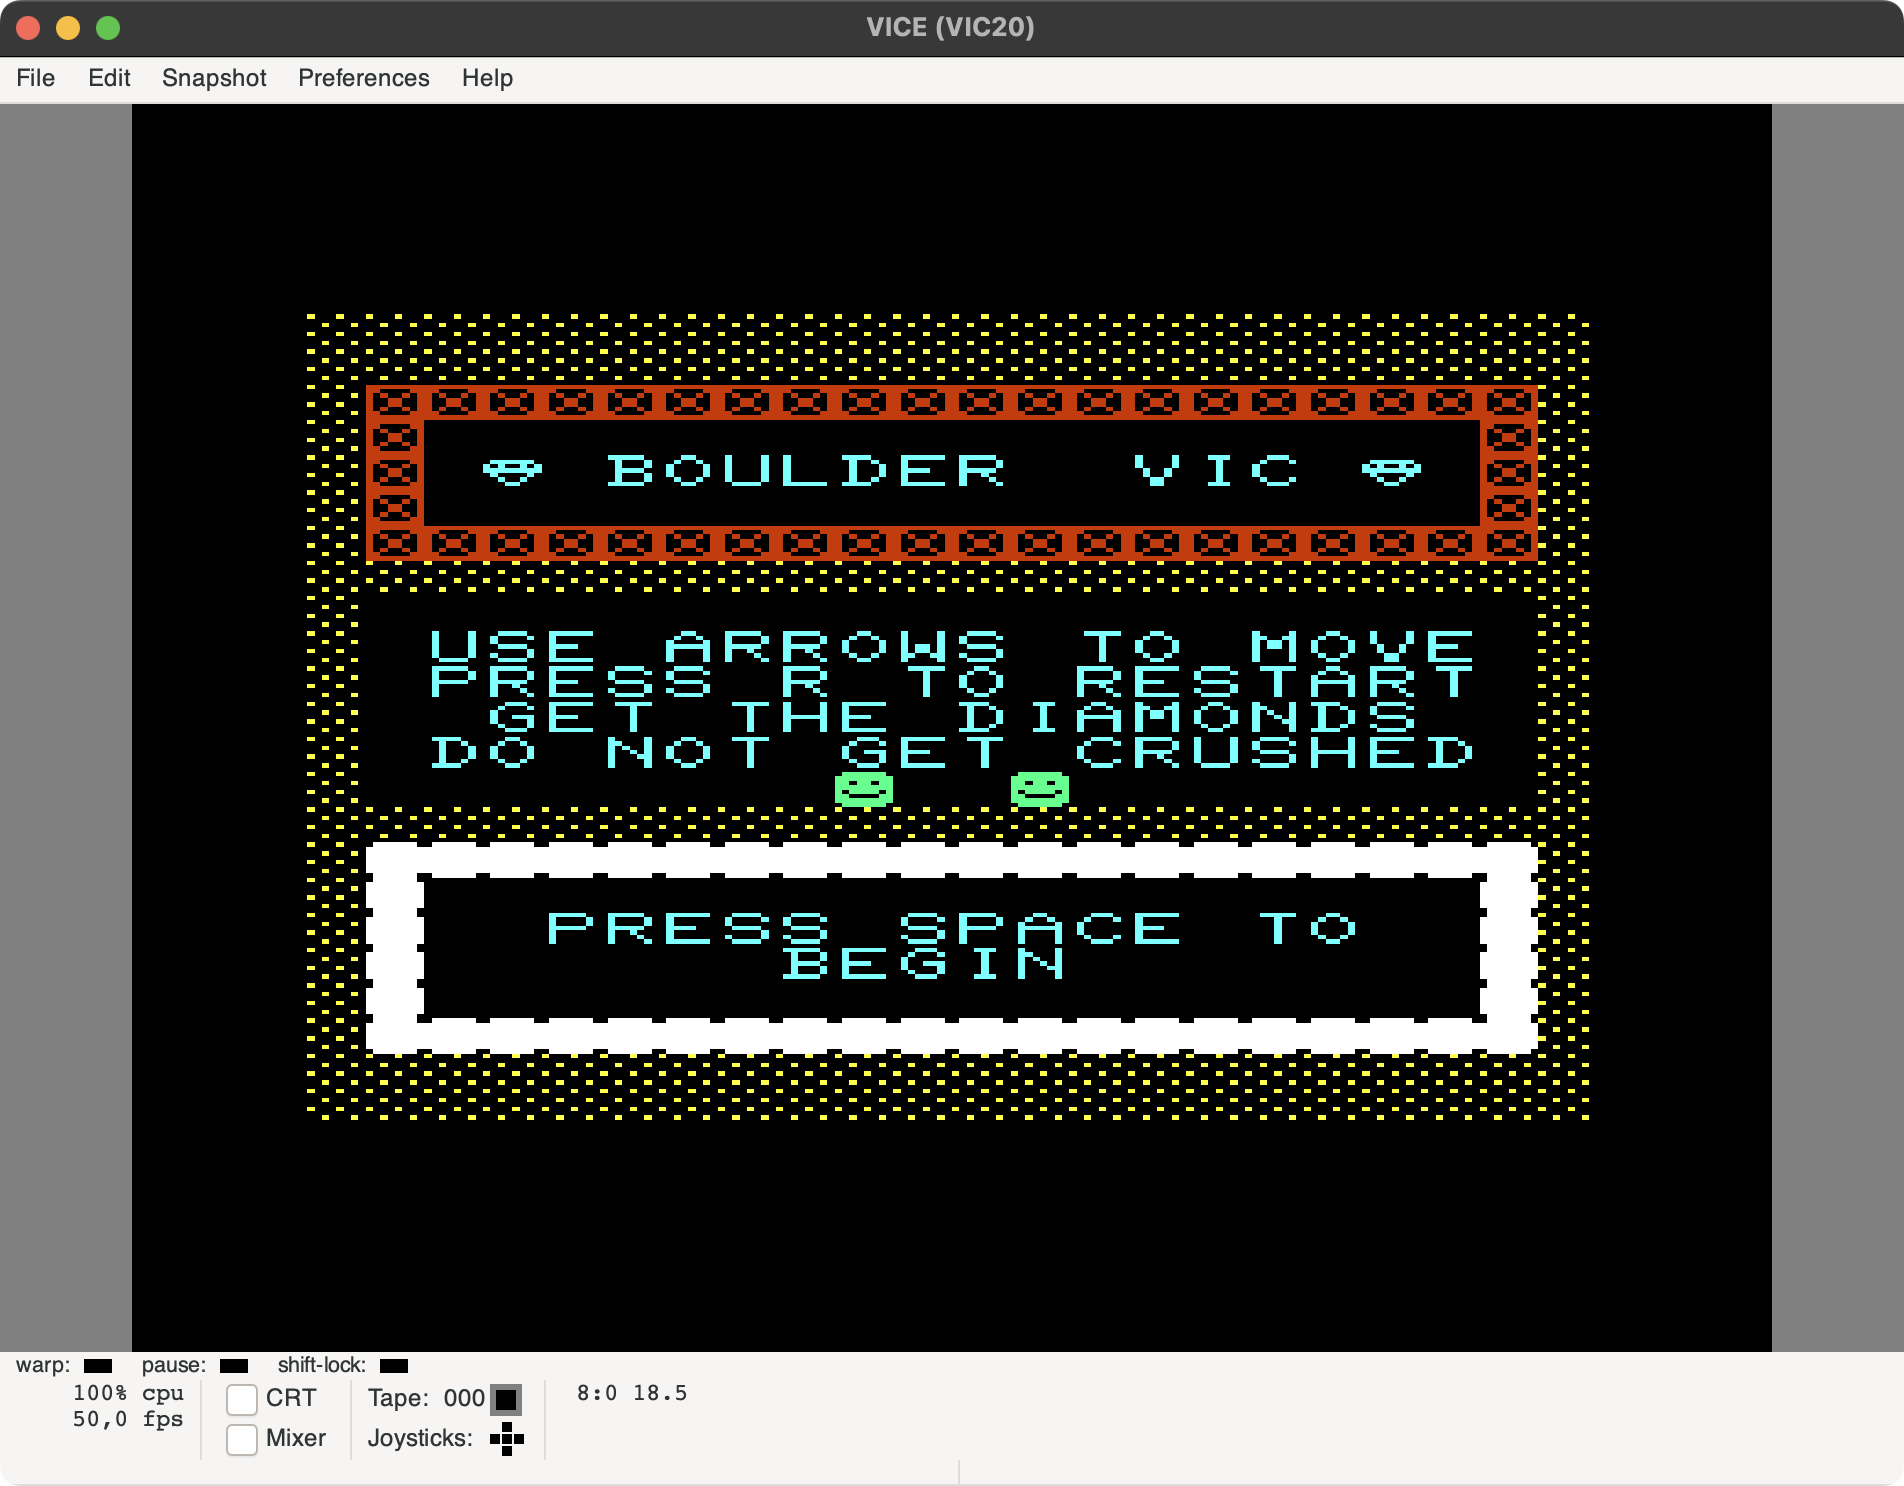 VICE (VIC20)
File Edit Snapshot Preferences Help
BOULDER VIC
USE ARROWS TO MOVE
PRESS R TO RESTART
GET THE DIAMONDS
DO NOT GET CRUSHED
PRESS SPACE TO
BEGIN
warp: pause: shift-lock:
100% cpu CRT Tape: 000 8:0 18.5
50,0 fps Mixer Joysticks: